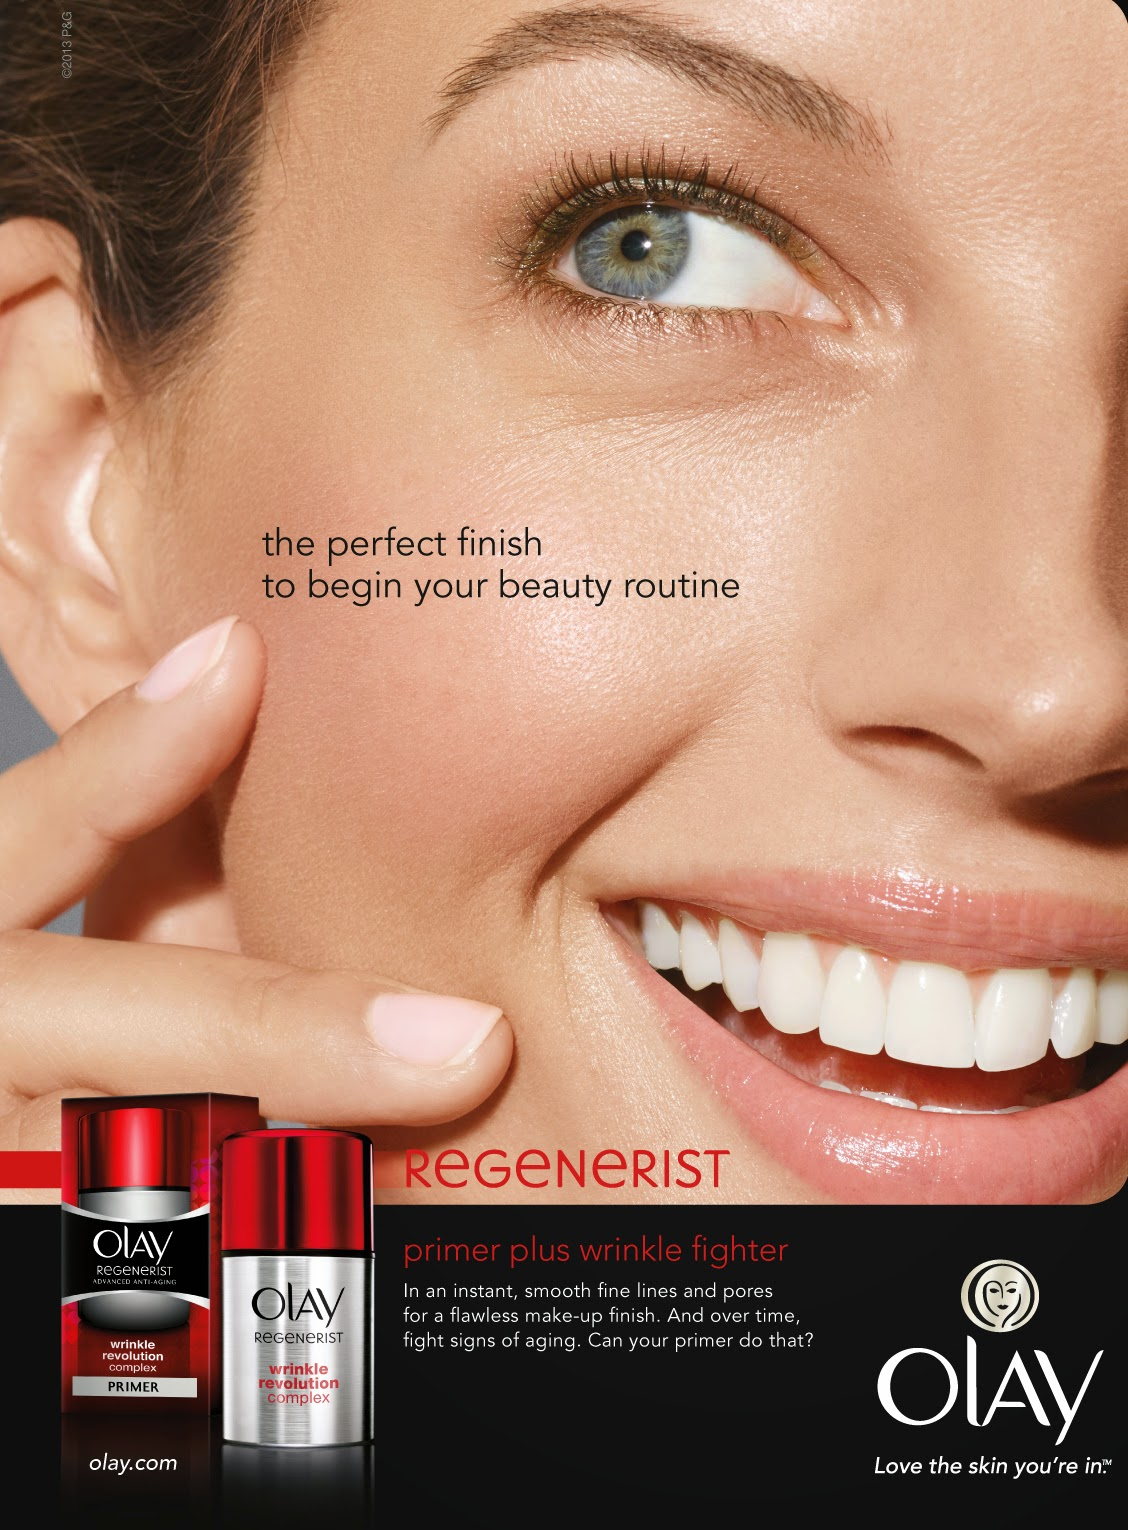 ©2013 P&G
the perfect finish
to begin your beauty routine
REGENERIST
primer plus wrinkle fighter
In an instant, smooth fine lines and pores
for a flawless make-up finish. And over time,
fight signs of aging. Can your primer do that?
OLAY
REGENERIST
ADVANCED ANTI-AGING
wrinkle
revolution
complex
PRIMER
OLAY
REGENERIST
wrinkle
revolution
complex
olay.com
OLAY
Love the skin you're in.™